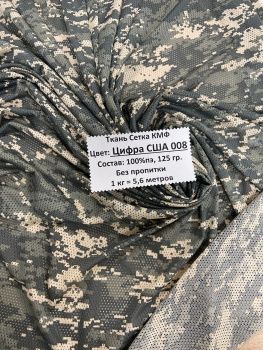 Ткань Сетка КМФ
Цвет: Цифра США 008
Состав: 100%пэ, 125 гр.
Без пропитки
1 кг = 5,6 метров